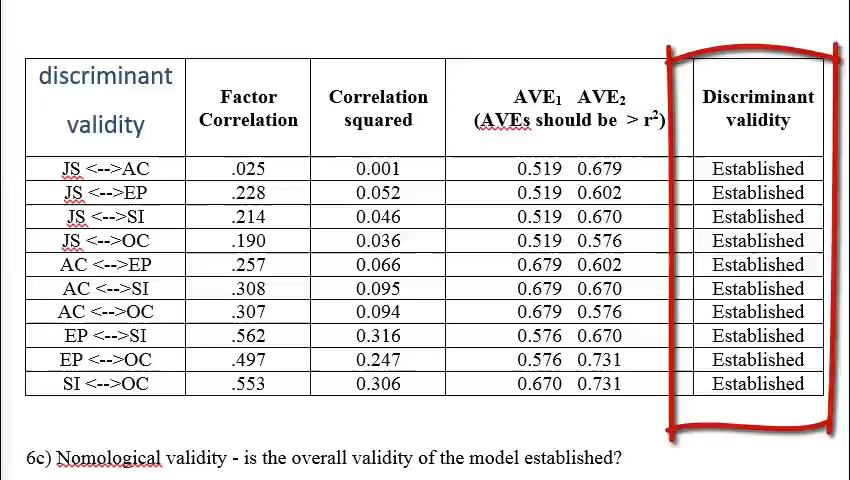 discriminant validity | Factor Correlation | Correlation squared | AVE1 AVE2 (AVEs should be > r²) | Discriminant validity
JS <-->AC .025 0.001 0.519 0.679 Established
JS <-->EP .228 0.052 0.519 0.602 Established
JS <-->SI .214 0.046 0.519 0.670 Established
JS <-->OC .190 0.036 0.519 0.576 Established
AC <-->EP .257 0.066 0.679 0.602 Established
AC <-->SI .308 0.095 0.679 0.670 Established
AC <-->OC .307 0.094 0.679 0.576 Established
EP <-->SI .562 0.316 0.576 0.670 Established
EP <-->OC .497 0.247 0.576 0.731 Established
SI <-->OC .553 0.306 0.670 0.731 Established
6c) Nomological validity - is the overall validity of the model established?